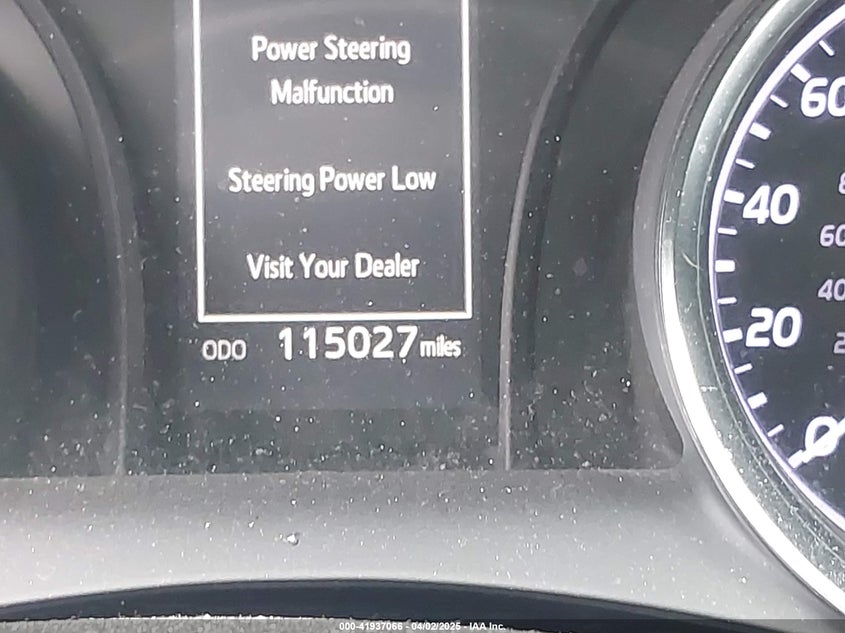 Power Steering
Malfunction
Steering Power Low
Visit Your Dealer
ODO 115027 miles
60
40
60
40
20
0
000-41937066 - 04/02/2025 - IAA Inc.